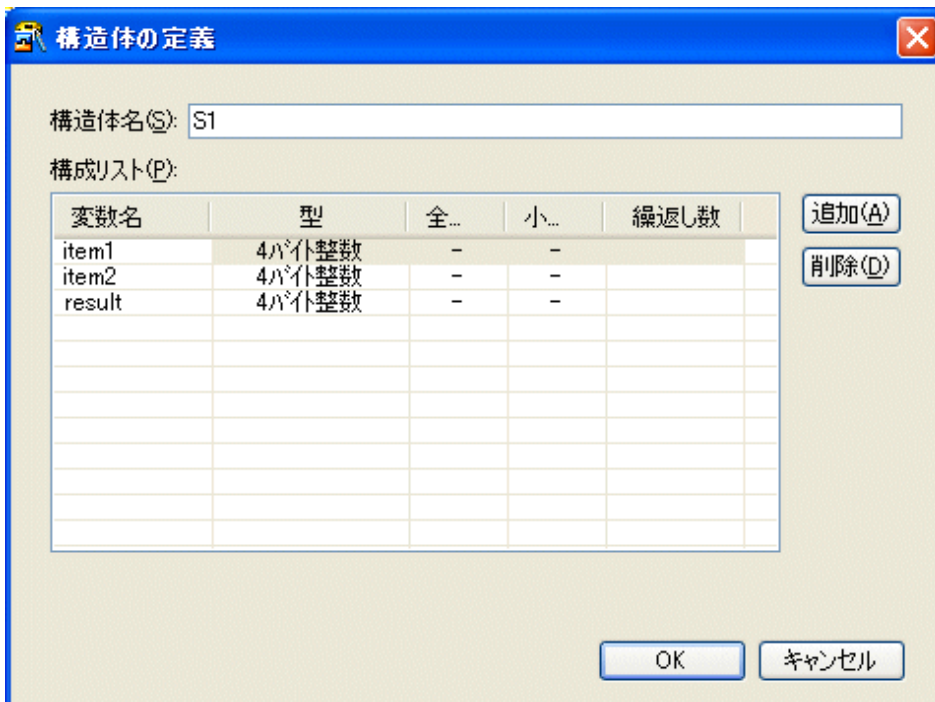 構造体の定義
構造体名(S): S1
構成リスト(P):
変数名 型 全... 小... 繰返し数
追加(A)
item1 4ﾊﾞｲﾄ整数 - -
削除(D)
item2 4ﾊﾞｲﾄ整数 - -
result 4ﾊﾞｲﾄ整数 - -
OK キャンセル